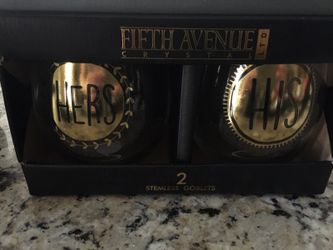 FIFTH AVENUE LTD
CRYSTAL
HERS
HIS
2
STEMLESS GOBLETS